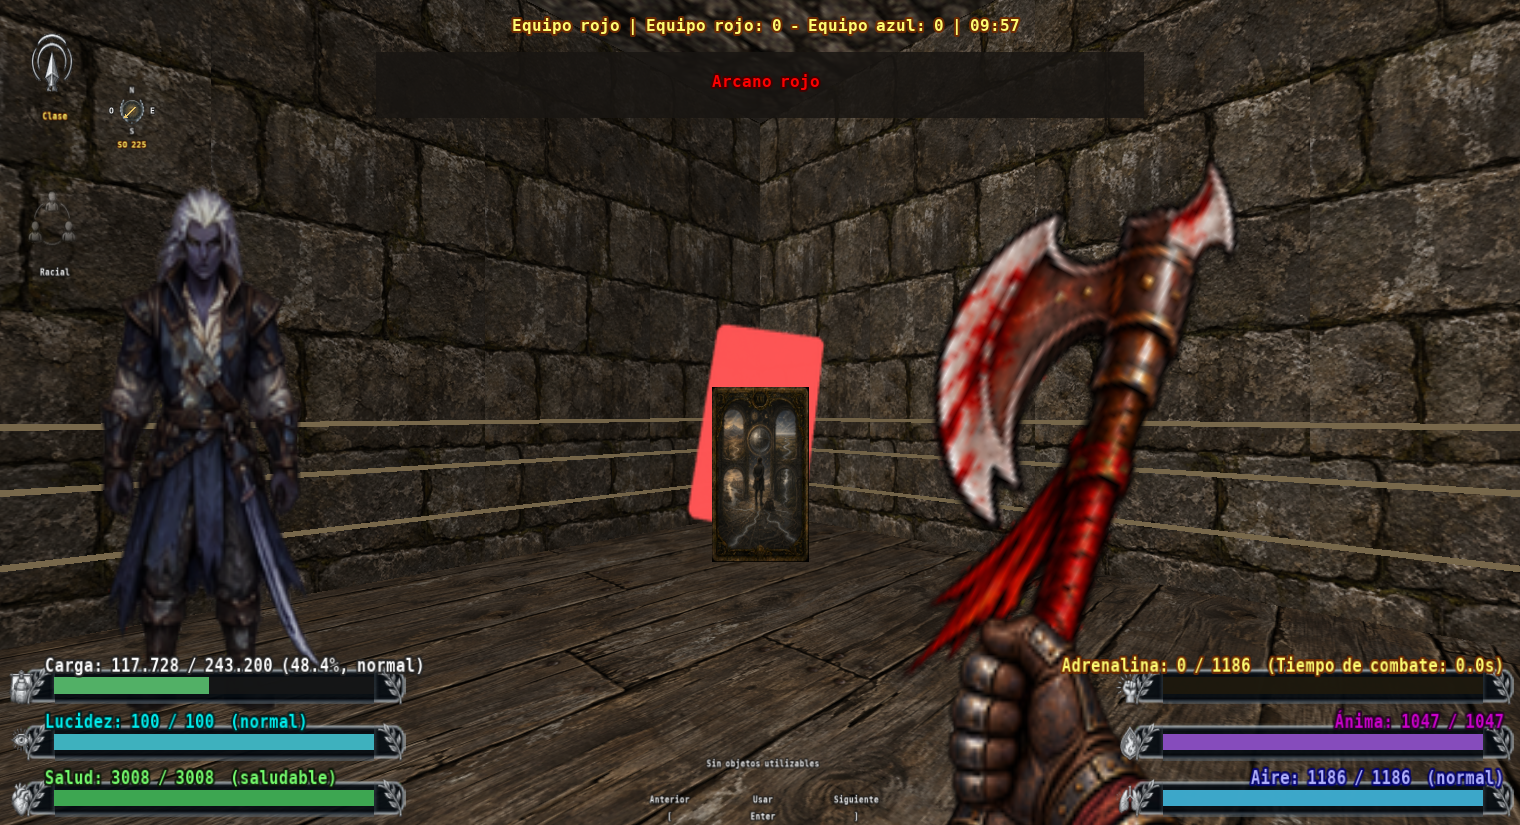 Equipo rojo | Equipo rojo: 0 - Equipo azul: 0 | 09:57
Arcano rojo
Clase
N
O E
S
SO 225
Racial
Carga: 117.728 / 243.200 (48.4%, normal)
Lucidez: 100 / 100 (normal)
Salud: 3008 / 3008 (saludable)
Adrenalina: 0 / 1186 (Tiempo de combate: 0.0s)
Ánima: 1047 / 1047
Aire: 1186 / 1186 (normal)
Sin objetos utilizables
Anterior Usar Siguiente
[ Enter ]